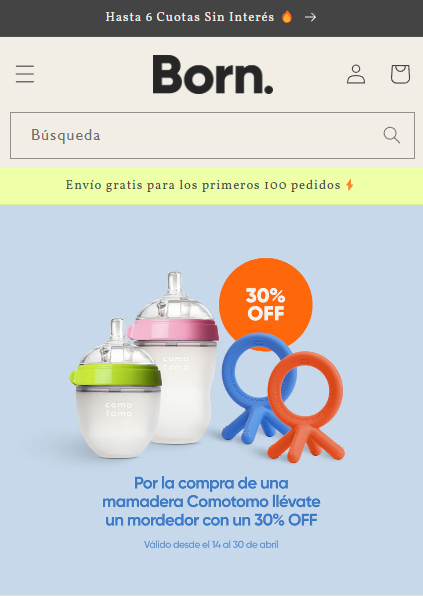 Hasta 6 Cuotas Sin Interés 🔥 →
Born.
Búsqueda
Envío gratis para los primeros 100 pedidos ⚡
30%
OFF
como
tomo
como
tomo
Por la compra de una
mamadera Comotomo llévate
un mordedor con un 30% OFF
Válido desde el 14 al 30 de abril